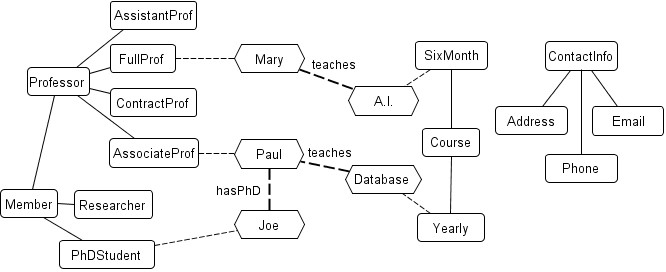 AssistantProf
FullProf
Mary
teaches
SixMonth
ContactInfo
Professor
ContractProf
A.I.
Address
Email
AssociateProf
Paul
teaches
Course
Phone
hasPhD
Database
Member
Researcher
Joe
Yearly
PhDStudent